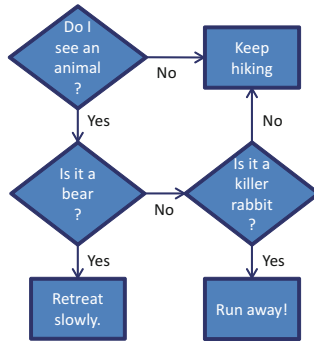 Do I
see an
animal
?
No
Keep
hiking
Yes
No
Is it a
bear
?
No
Is it a
killer
rabbit
?
Yes
Yes
Retreat
slowly.
Run away!